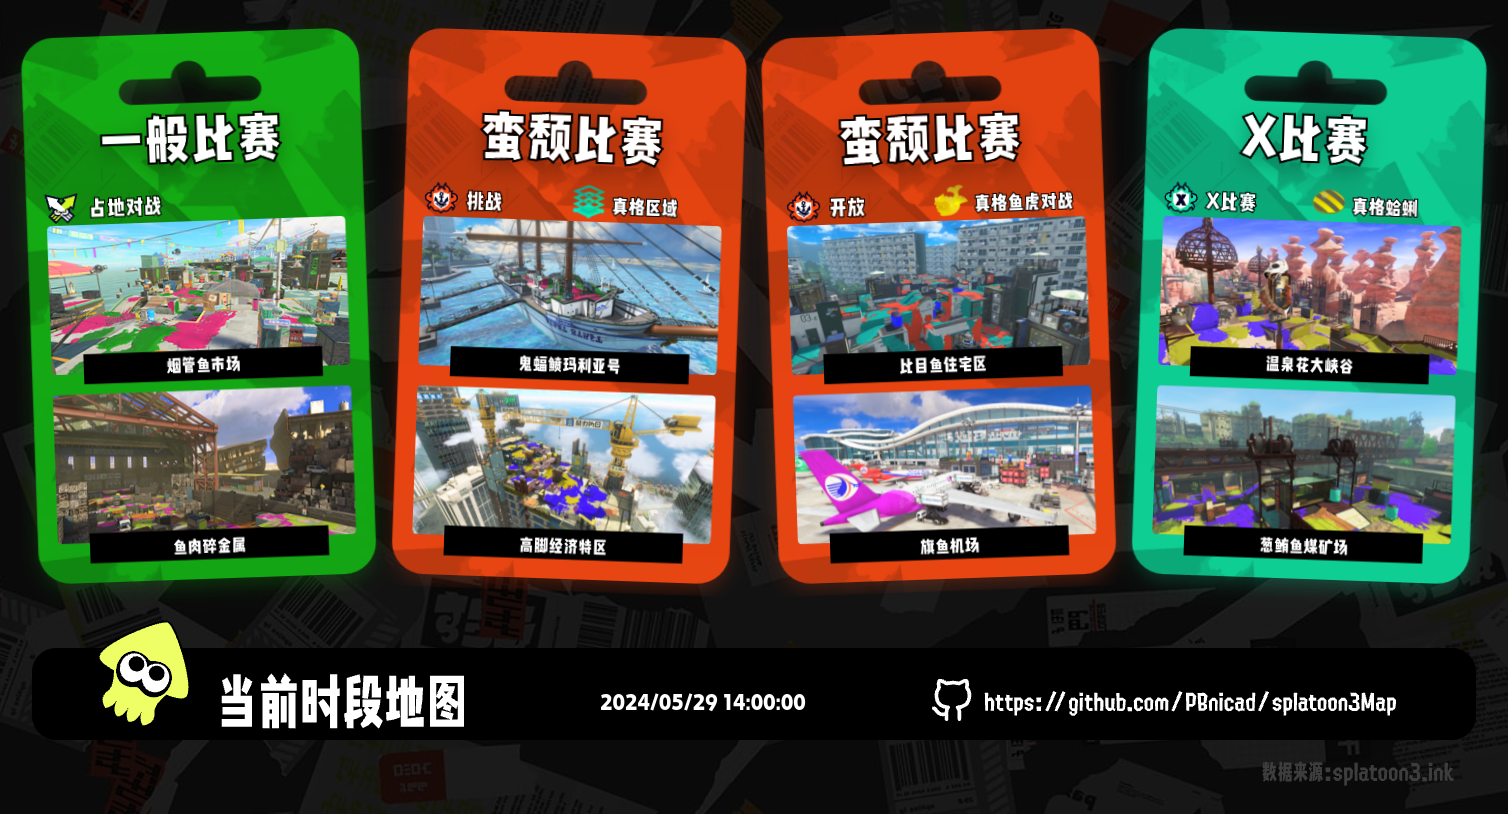 一般比赛
占地对战
烟管鱼市场
鱼肉碎金属
蛮颓比赛
挑战
真格区域
鬼蝠鲼玛利亚号
高脚经济特区
蛮颓比赛
开放
真格鱼虎对战
比目鱼住宅区
旗鱼机场
X比赛
X比赛
真格蛤蜊
温泉花大峡谷
葱鲔鱼煤矿场
当前时段地图
2024/05/29 14:00:00
https://github.com/PBnicad/splatoon3Map
数据来源:splatoon3.ink